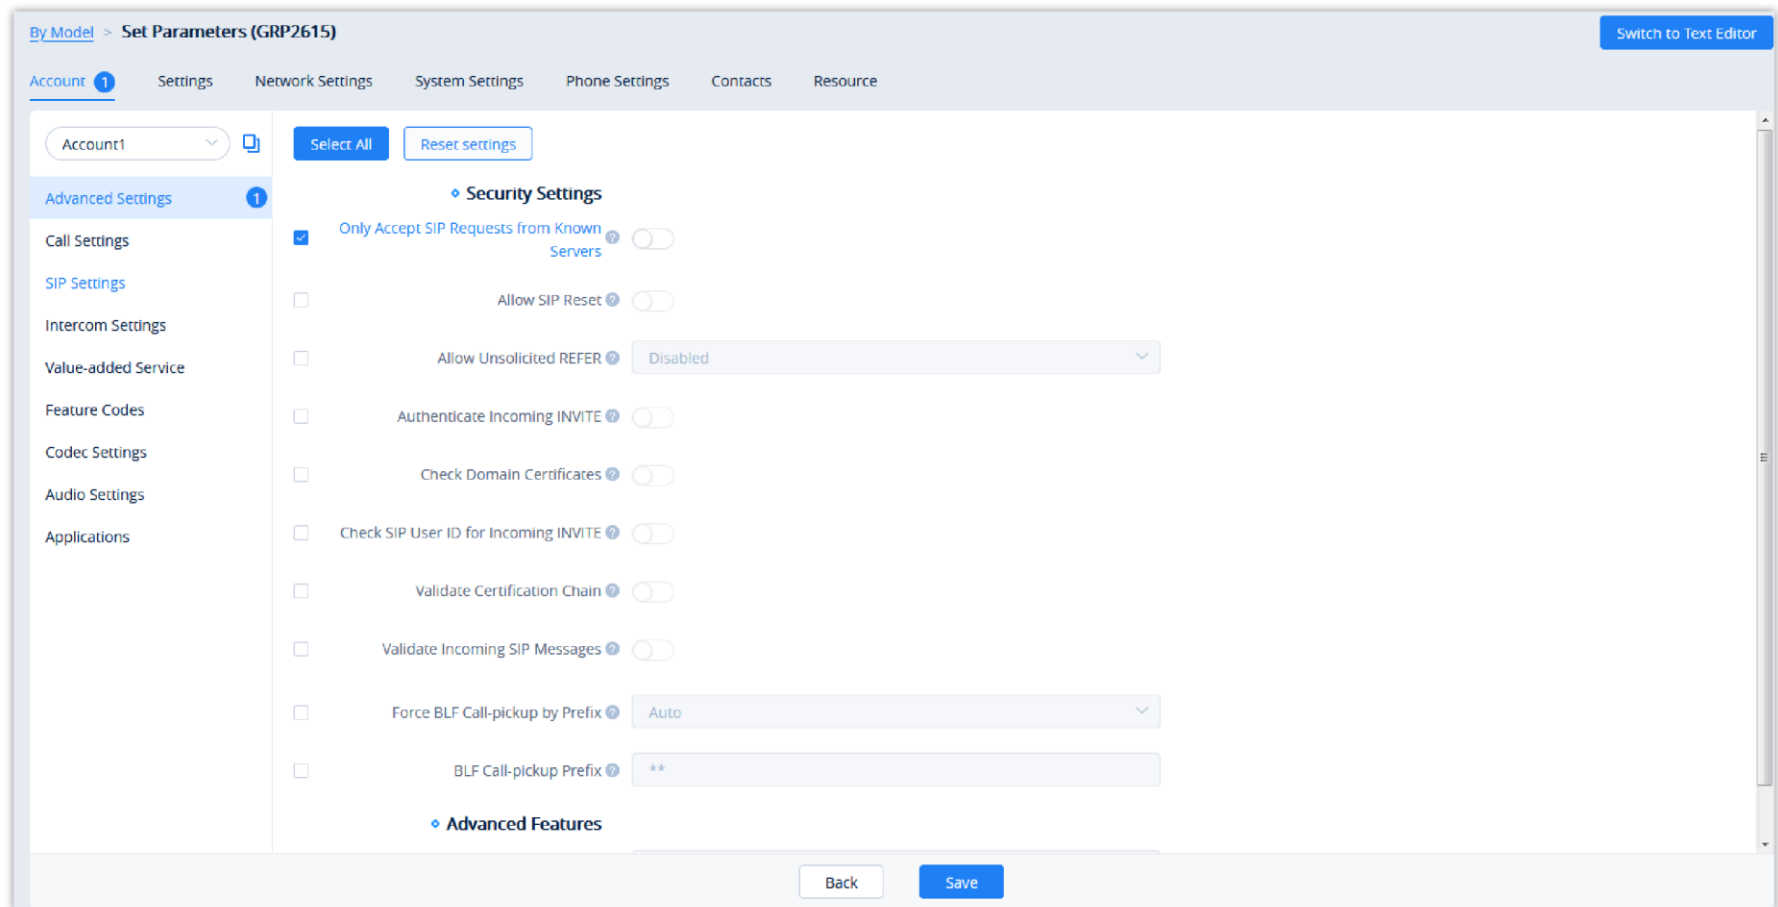 By Model > Set Parameters (GRP2615)
Switch to Text Editor
Account 1
Settings
Network Settings
System Settings
Phone Settings
Contacts
Resource
Account1
Select All
Reset settings
Advanced Settings 1
Call Settings
SIP Settings
Intercom Settings
Value-added Service
Feature Codes
Codec Settings
Audio Settings
Applications
Security Settings
Only Accept SIP Requests from Known
Servers ?
Allow SIP Reset ?
Allow Unsolicited REFER ? Disabled
Authenticate Incoming INVITE ?
Check Domain Certificates ?
Check SIP User ID for Incoming INVITE ?
Validate Certification Chain ?
Validate Incoming SIP Messages ?
Force BLF Call-pickup by Prefix ? Auto
BLF Call-pickup Prefix ? **
Advanced Features
Back
Save